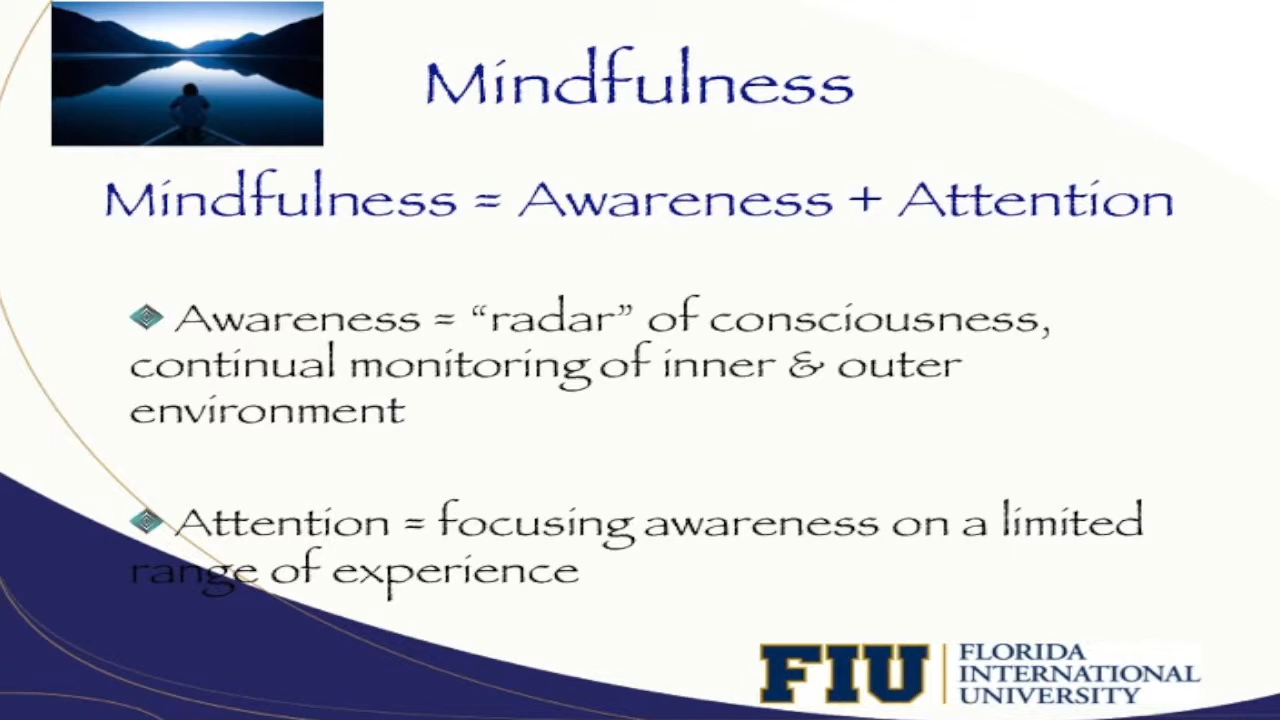 Mindfulness
Mindfulness = Awareness + Attention
Awareness = “radar” of consciousness,
continual monitoring of inner & outer
environment
Attention = focusing awareness on a limited
range of experience
FIU
FLORIDA
INTERNATIONAL
UNIVERSITY